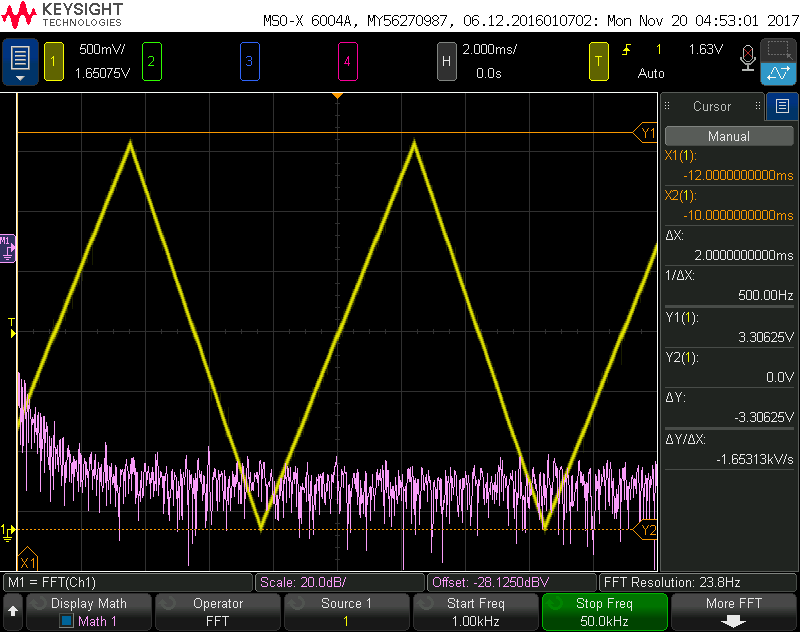 KEYSIGHT
TECHNOLOGIES
MSO-X 6004A, MY56270987, 06.12.2016010702: Mon Nov 20 04:53:01 2017
1 500mV/ 2 3 4 H 2.000ms/ T 1 1.63V
1.65075V 0.0s Auto
Cursor
Manual
Y1
X1(1):
-12.0000000000ms
X2(1):
-10.0000000000ms
M1
ΔX:
2.0000000000ms
1/ΔX:
500.00Hz
T
Y1(1):
3.30625V
Y2(1):
0.0V
ΔY:
-3.30625V
ΔY/ΔX:
-1.65313kV/s
1
Y2
X1
M1 = FFT(Ch1) Scale: 20.0dB/ Offset: -28.1250dBV FFT Resolution: 23.8Hz
Display Math Operator Source 1 Start Freq Stop Freq More FFT
Math 1 FFT 1 1.00kHz 50.0kHz